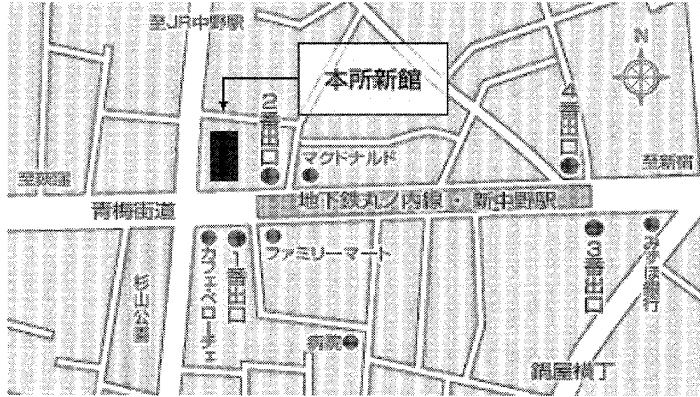 至JR中野駅
本所新館
N
2番出口
4番出口
マクドナルド
至荻窪
至新宿
青梅街道
地下鉄丸ノ内線・新中野駅
カフェベローチェ
1番出口
ファミリーマート
3番出口
みずほ銀行
杉山公園
病院
鍋屋横丁